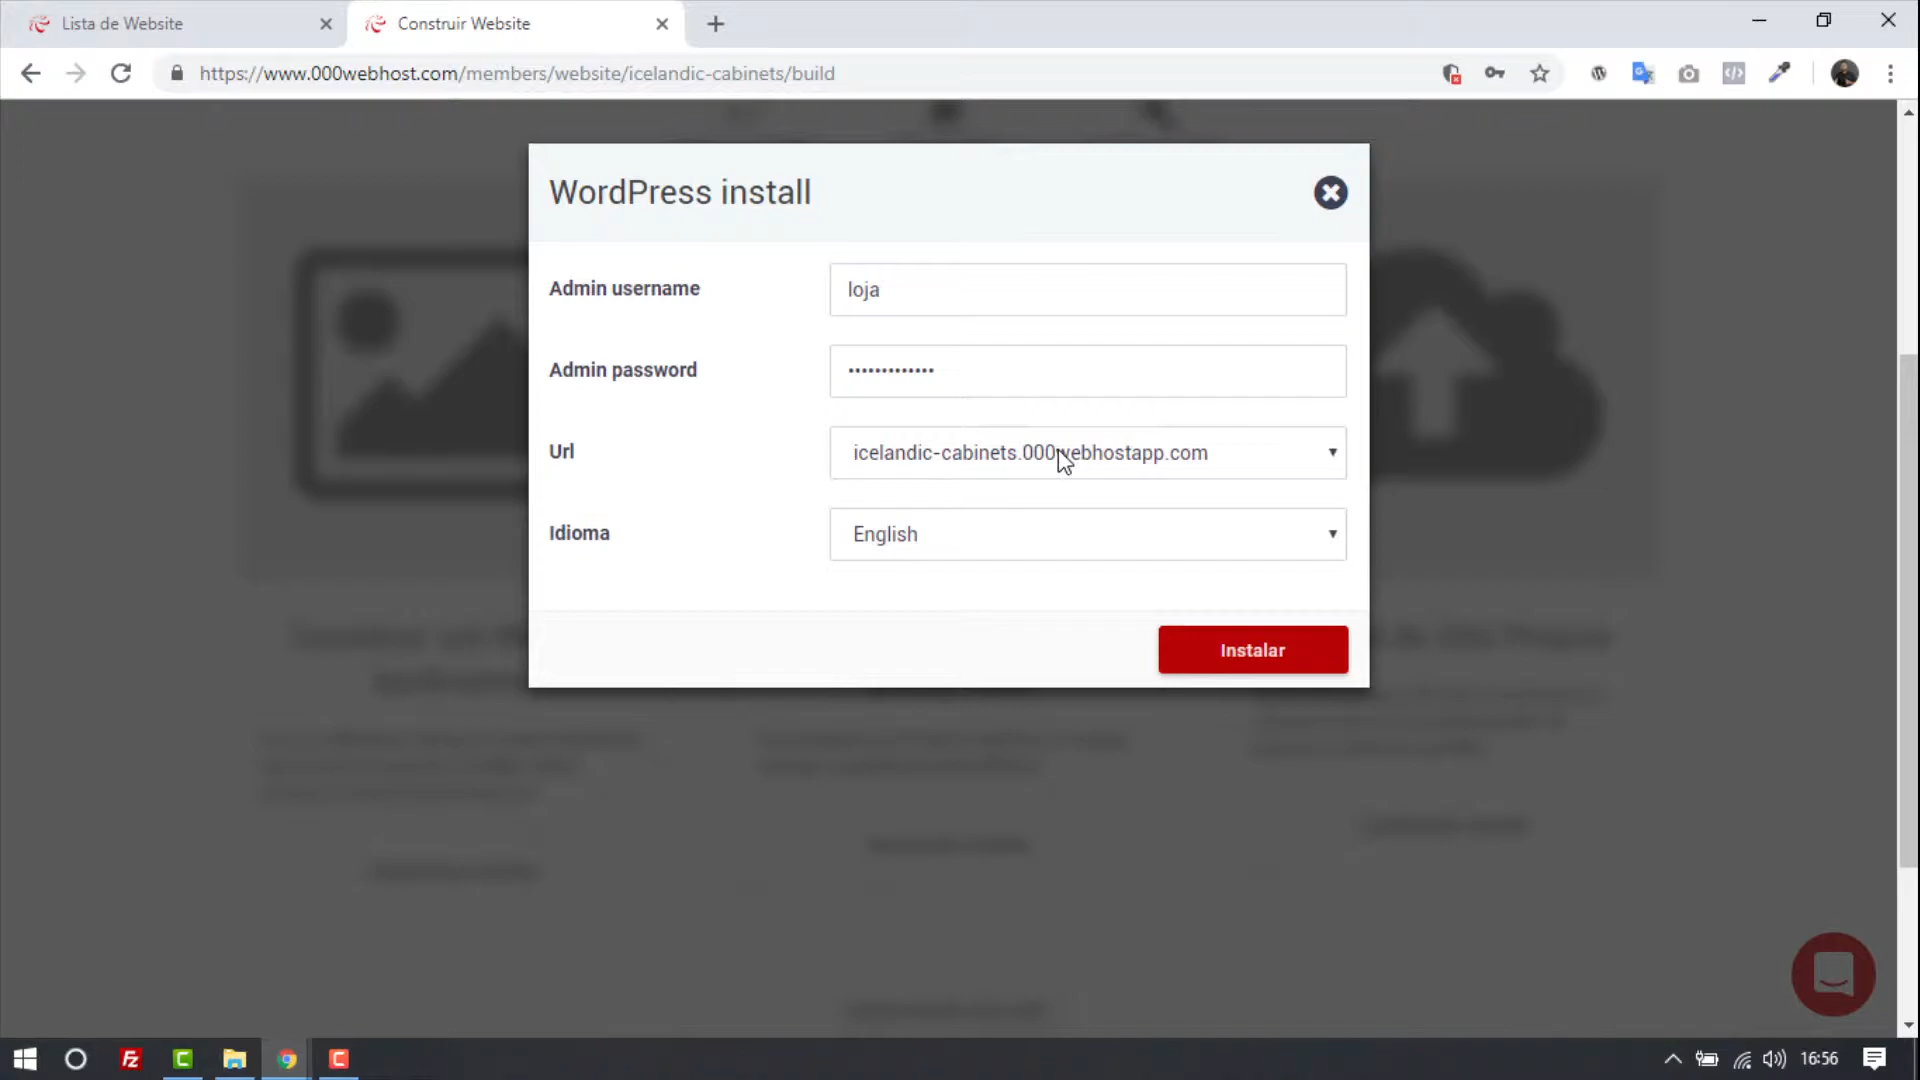 Lista de Website
Construir Website
https://www.000webhost.com/members/website/icelandic-cabinets/build
WordPress install
Admin username
loja
Admin password
•••••••••••••
Url
icelandic-cabinets.000webhostapp.com
Idioma
English
Instalar
16:56